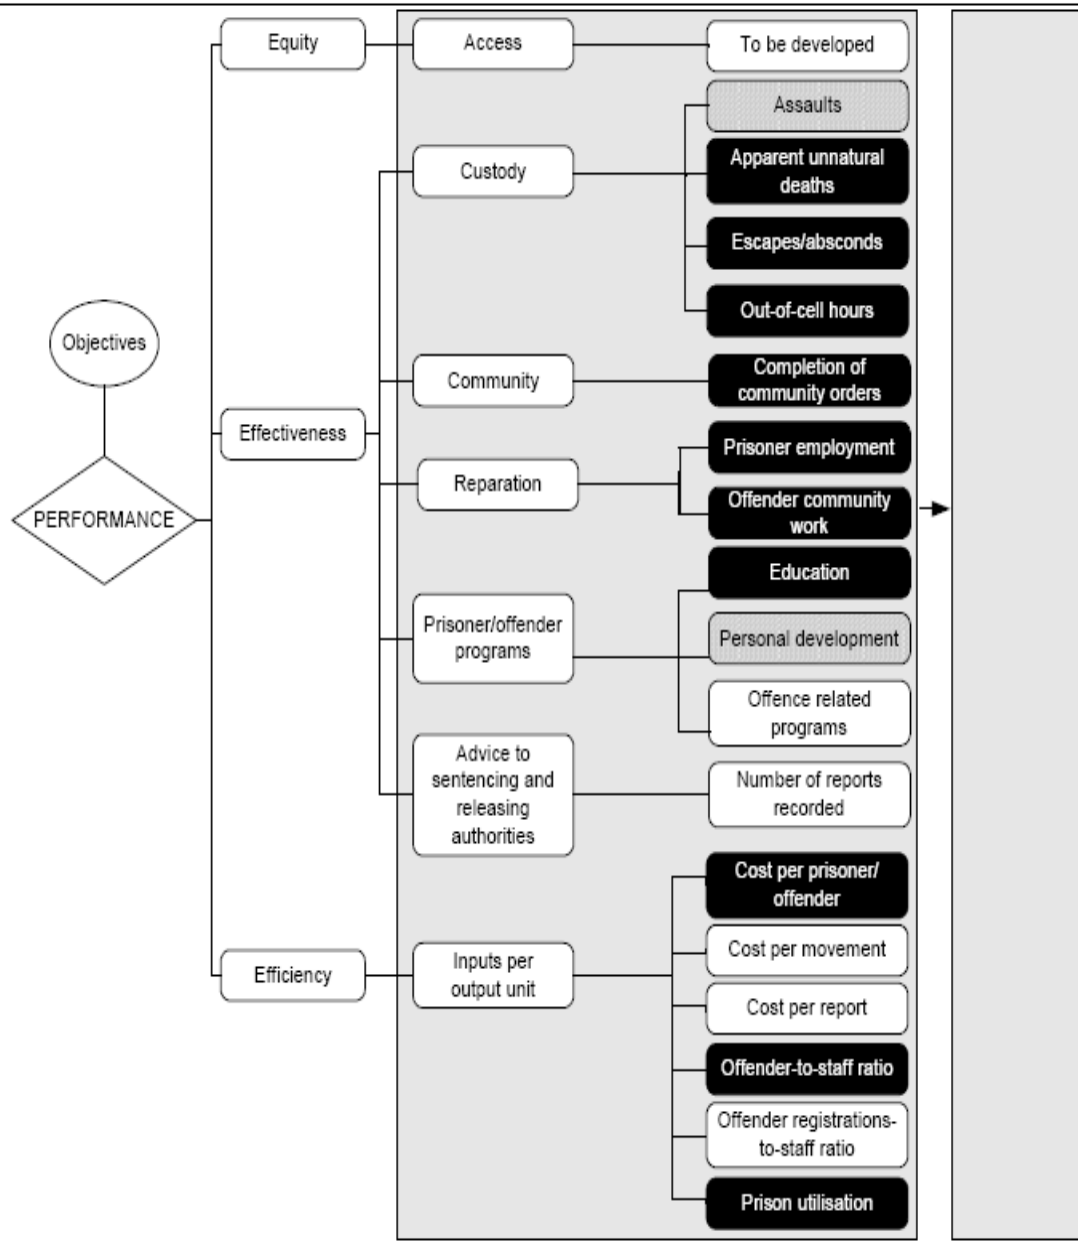 Equity
Access
To be developed
Assaults
Custody
Apparent unnatural
deaths
Escapes/absconds
Out-of-cell hours
Objectives
Community
Completion of
community orders
Effectiveness
Prisoner employment
Reparation
Offender community
work
PERFORMANCE
Education
Prisoner/offender
programs
Personal development
Offence related
programs
Advice to
sentencing and
releasing
authorities
Number of reports
recorded
Cost per prisoner/
offender
Cost per movement
Efficiency
Inputs per
output unit
Cost per report
Offender-to-staff ratio
Offender registrations-
to-staff ratio
Prison utilisation